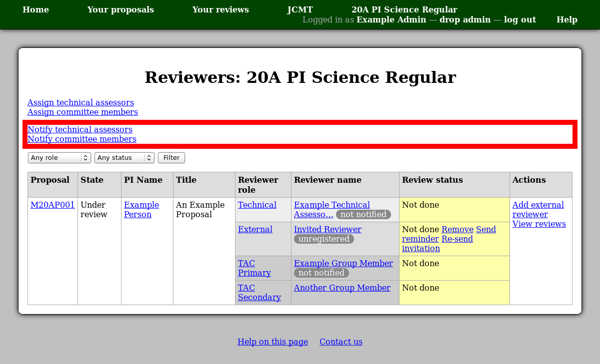 Home Your proposals Your reviews JCMT 20A PI Science Regular
Logged in as Example Admin — drop admin — log out Help
Reviewers: 20A PI Science Regular
Assign technical assessors
Assign committee members
Notify technical assessors
Notify committee members
Any role Any status Filter
Proposal State PI Name Title Reviewer role Reviewer name Review status Actions
M20AP001 Under review Example Person An Example Proposal
Technical Example Technical Assesso... not notified Not done
External Invited Reviewer unregistered Not done Remove Send reminder Re-send invitation
TAC Primary Example Group Member not notified Not done
TAC Secondary Another Group Member Not done
Add external reviewer
View reviews
Help on this page Contact us